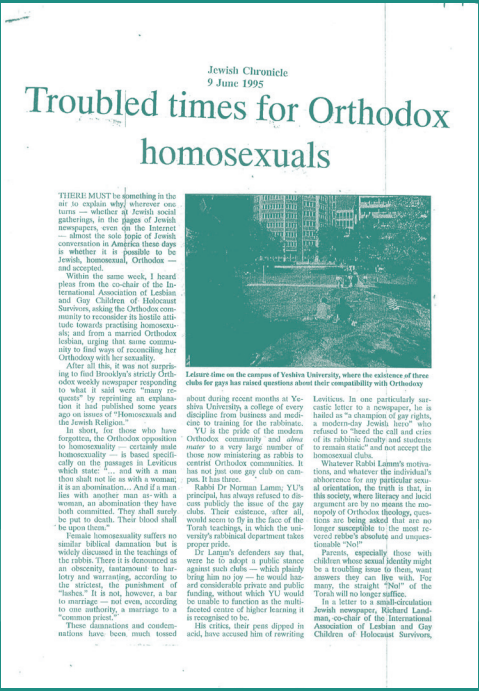 Jewish Chronicle
9 June 1995
Troubled times for Orthodox
homosexuals
THERE MUST be something in the
air to explain why, wherever one
turns — whether at Jewish social
gatherings, in the pages of Jewish
newspapers, even on the Internet
— almost the sole topic of Jewish
conversation in America these days
is whether it is possible to be
Jewish, homosexual, Orthodox —
and accepted.
Within the same week, I heard
pleas from the co-chair of the In-
ternational Association of Lesbian
and Gay Children of Holocaust
Survivors, asking the Orthodox com-
munity to reconsider its hostile atti-
tude towards practising homosexu-
als; and from a married Orthodox
lesbian, urging that same commu-
nity to find ways of reconciling her
Orthodoxy with her sexuality.
After all this, it was not surpris-
ing to find Brooklyn's strictly Orth-
odox weekly newspaper responding
to what it said were "many re-
quests" by reprinting an explana-
tion it had published some years
ago on issues of "Homosexuals and
the Jewish Religion."
In short, for those who have
forgotten, the Orthodox opposition
to homosexuality — certainly male
homosexuality — is based specifi-
cally on the passages in Leviticus
which state: "... and with a man
thou shalt not lie as with a woman;
it is an abomination... And if a man
lies with another man as with a
woman, an abomination they have
both committed. They shall surely
be put to death. Their blood shall
be upon them."
Female homosexuality suffers no
similar biblical damnation but is
widely discussed in the teachings of
the rabbis. There it is denounced as
an obscenity, tantamount to har-
lotry and warranting, according to
the strictest, the punishment of
"lashes." It is not, however, a bar
to marriage — not even, according
to one authority, a marriage to a
"common priest."
These damnations and condem-
nations have been much tossed
Leisure time on the campus of Yeshiva University, where the existence of three
clubs for gays has raised questions about their compatibility with Orthodoxy
about during recent months at Ye-
shiva University, a college of every
discipline from business and medi-
cine to training for the rabbinate.
YU is the pride of the modern
Orthodox community and alma
mater to a very large number of
those now ministering as rabbis to
centrist Orthodox communities. It
has not just one gay club on cam-
pus. It has three.
Rabbi Dr Norman Lamm, YU's
principal, has always refused to dis-
cuss publicly the issue of the gay
clubs. Their existence, after all,
would seem to fly in the face of the
Torah teachings, in which the uni-
versity's rabbinical department takes
proper pride.
Dr Lamm's defenders say that,
were he to adopt a public stance
against such clubs — which plainly
bring him no joy — he would haz-
ard considerable private and public
funding, without which YU would
be unable to function as the multi-
faceted centre of higher learning it
is recognised to be.
His critics, their pens dipped in
acid, have accused him of rewriting
Leviticus. In one particularly sur-
castic letter to a newspaper, he is
hailed as "a champion of gay rights,
a modern-day Jewish hero" who
refused to "heed the call and cries
of its rabbinic faculty and students
to remain static" and not accept the
homosexual clubs.
Whatever Rabbi Lamm's motiva-
tions, and whatever the individual's
abhorrence for any particular sexu-
al orientation, the truth is that, in
this society, where literacy and lucid
argument are by no means the mo-
nopoly of Orthodox theology, ques-
tions are being asked that are no
longer susceptible to the most re-
vered rebbe's absolute and unques-
tionable "No!"
Parents, especially those with
children whose sexual identity might
be a troubling issue to them, want
answers they can live with. For
many, the straight "No!" of the
Torah will no longer suffice.
In a letter to a small-circulation
Jewish newspaper, Richard Land-
man, co-chair of the International
Association of Lesbian and Gay
Children of Holocaust Survivors,